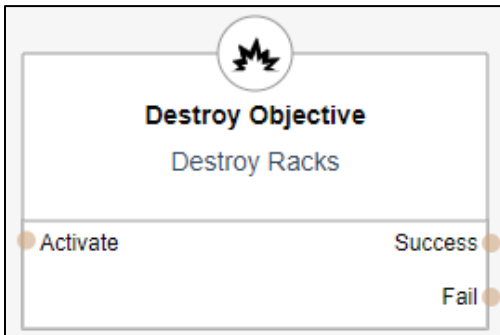 Destroy Objective
Destroy Racks
Activate
Success
Fail